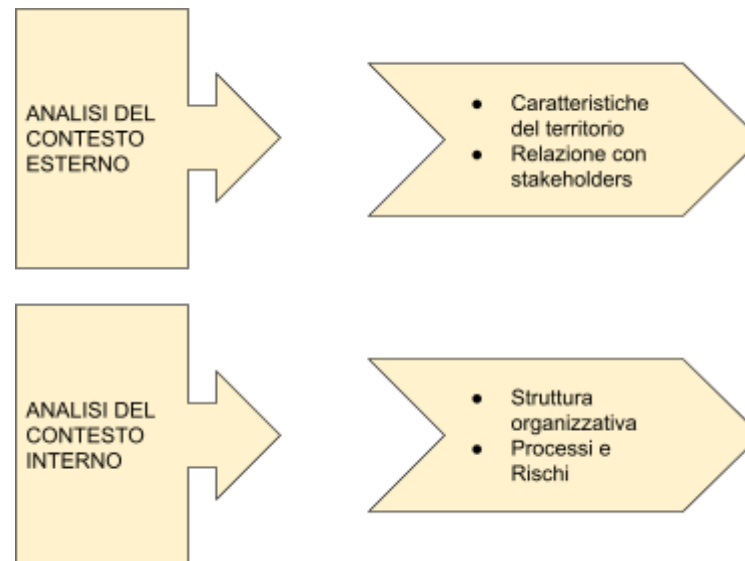 ANALISI DEL
CONTESTO
ESTERNO
● Caratteristiche
del territorio
● Relazione con
stakeholders
ANALISI DEL
CONTESTO
INTERNO
● Struttura
organizzativa
● Processi e
Rischi